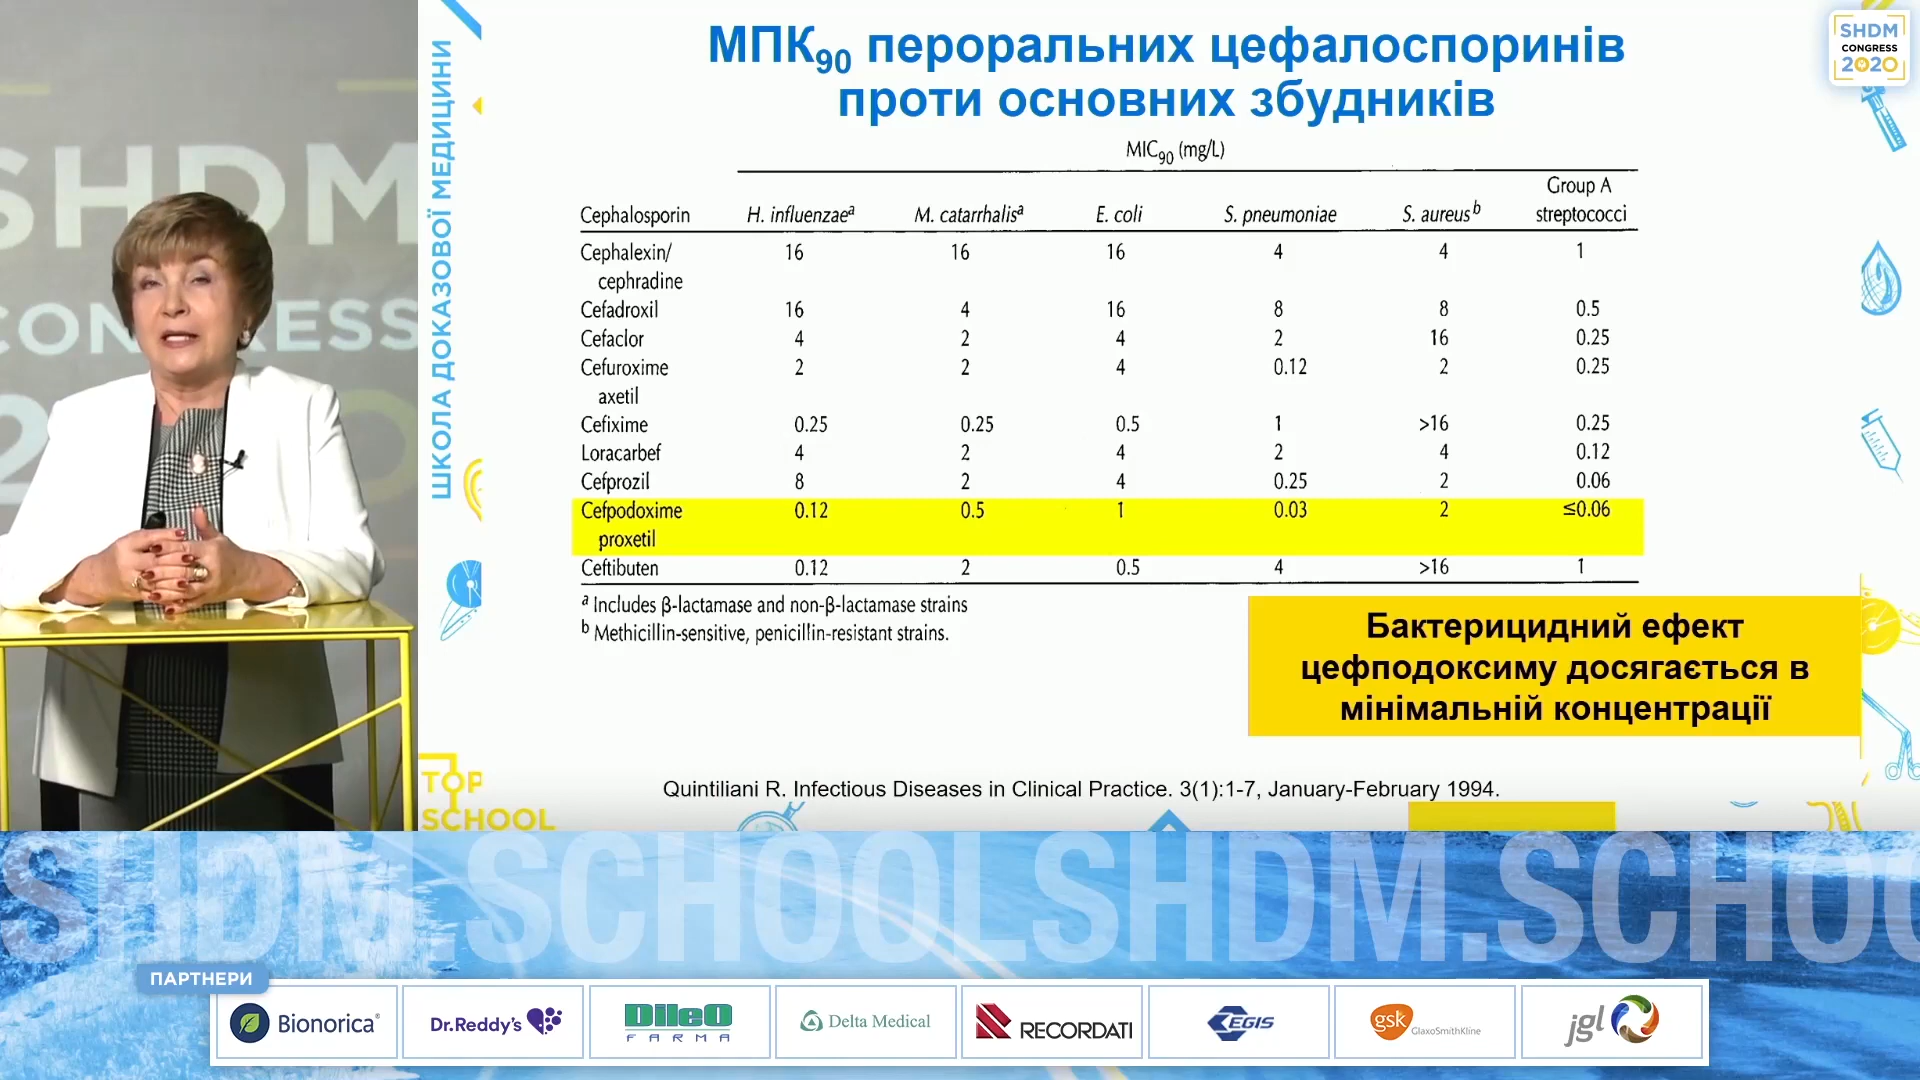 МПК90 пероральних цефалоспоринів
проти основних збудників
SHDM
CONGRESS
2020
ШКОЛА ДОКАЗОВОЇ МЕДИЦИНИ
SHDM
CONGRESS
MIC90 (mg/L)
Cephalosporin H. influenzaeᵃ M. catarrhalisᵃ E. coli S. pneumoniae S. aureusᵇ Group A streptococci
Cephalexin/ 16 16 16 4 4 1
cephradine
Cefadroxil 16 4 16 8 8 0.5
Cefaclor 4 2 4 2 16 0.25
Cefuroxime 2 2 4 0.12 2 0.25
axetil
Cefixime 0.25 0.25 0.5 1 >16 0.25
Loracarbef 4 2 4 2 4 0.12
Cefprozil 8 2 4 0.25 2 0.06
Cefpodoxime 0.12 0.5 1 0.03 2 ≤0.06
proxetil
Ceftibuten 0.12 2 0.5 4 >16 1
ᵃ Includes β-lactamase and non-β-lactamase strains
ᵇ Methicillin-sensitive, penicillin-resistant strains.
Бактерицидний ефект
цефподоксиму досягається в
мінімальній концентрації
Quintiliani R. Infectious Diseases in Clinical Practice. 3(1):1-7, January-February 1994.
TOP
SCHOOL
SHDM.SCHOOLSHDM.SCHOO
ПАРТНЕРИ
Bionorica®
Dr.Reddy's
DileO
FARMA
Delta Medical
RECORDATI
EGIS
gsk
GlaxoSmithKline
jgl